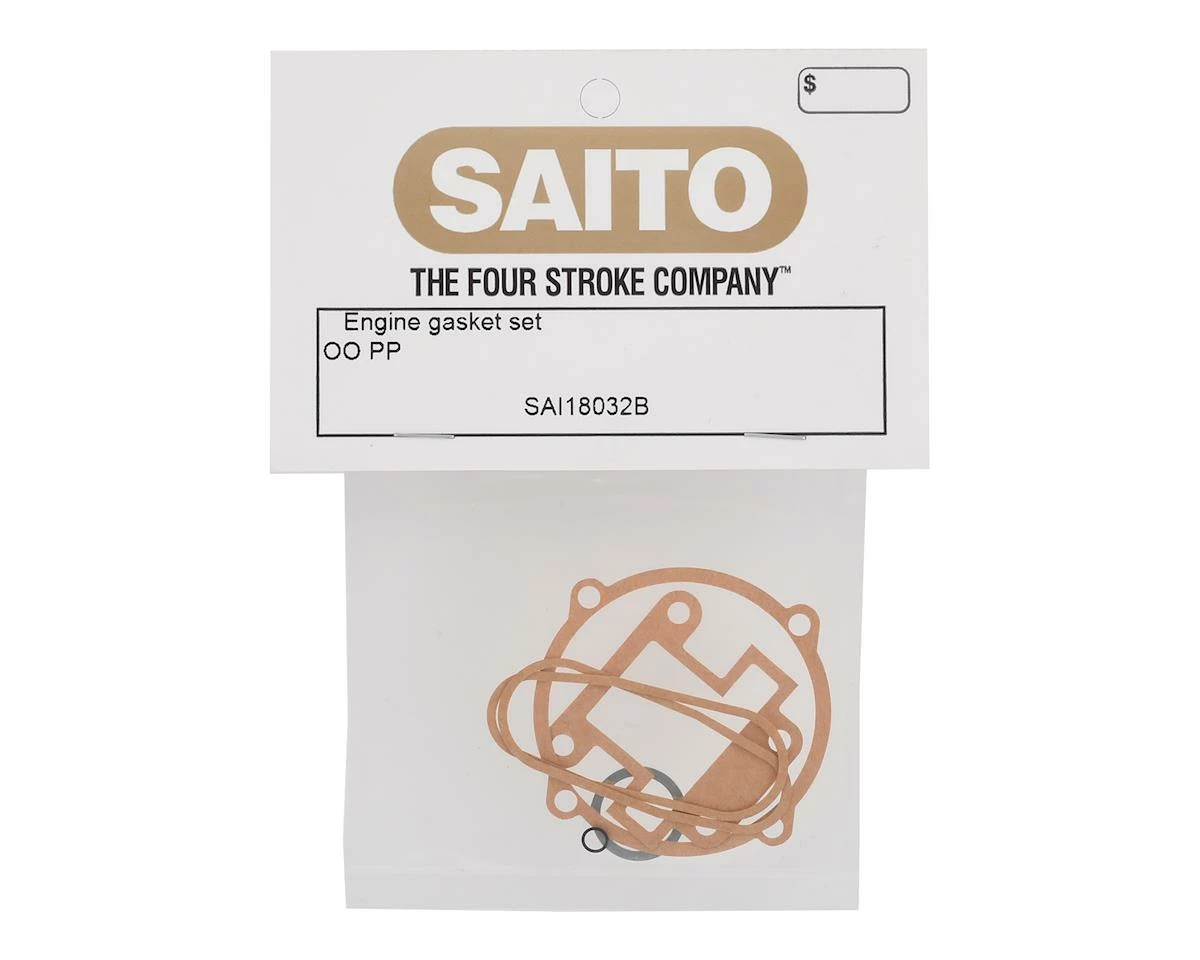 $
SAITO
THE FOUR STROKE COMPANY™
Engine gasket set
OO PP
SAI18032B